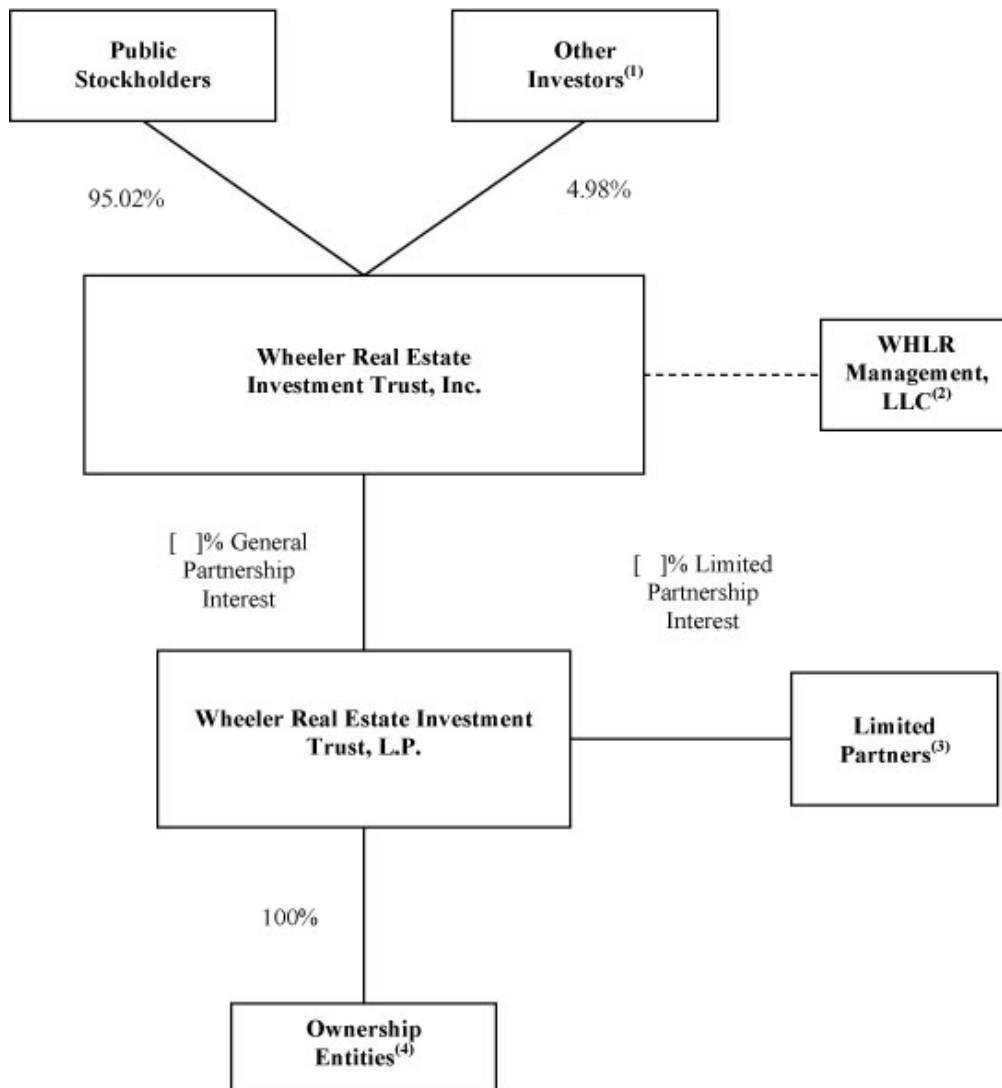 Public
Stockholders
Other
Investors(1)
95.02%
4.98%
Wheeler Real Estate
Investment Trust, Inc.
WHLR
Management,
LLC(2)
[ ]% General
Partnership
Interest
[ ]% Limited
Partnership
Interest
Wheeler Real Estate Investment
Trust, L.P.
Limited
Partners(3)
100%
Ownership
Entities(4)